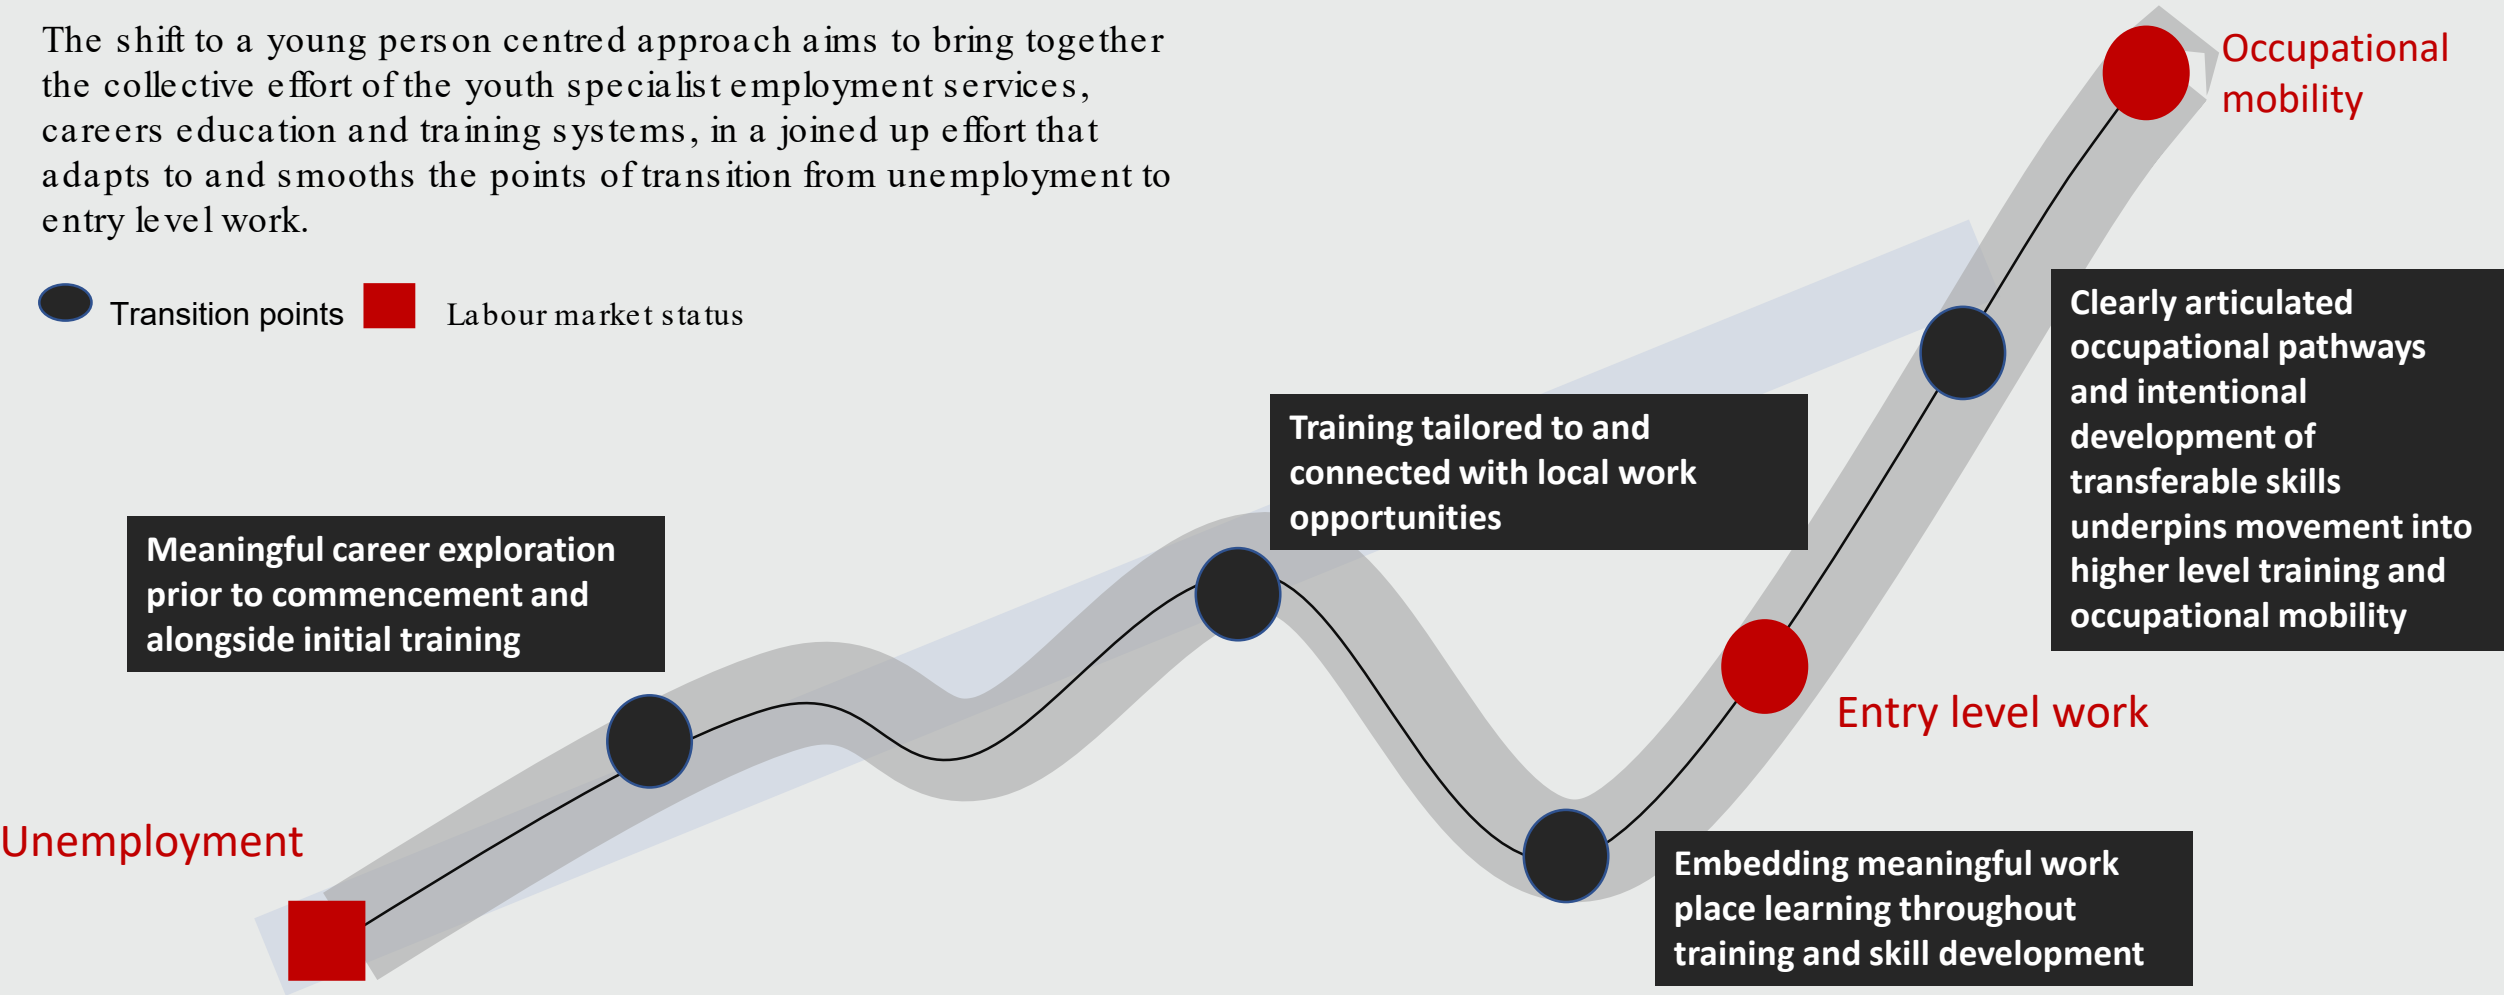 The shift to a young person centred approach aims to bring together
the collective effort of the youth specialist employment services,
careers education and training systems, in a joined up effort that
adapts to and smooths the points of transition from unemployment to
entry level work.
Transition points
Labour market status
Occupational
mobility
Clearly articulated
occupational pathways
and intentional
development of
transferable skills
underpins movement into
higher level training and
occupational mobility
Training tailored to and
connected with local work
opportunities
Meaningful career exploration
prior to commencement and
alongside initial training
Entry level work
Unemployment
Embedding meaningful work
place learning throughout
training and skill development